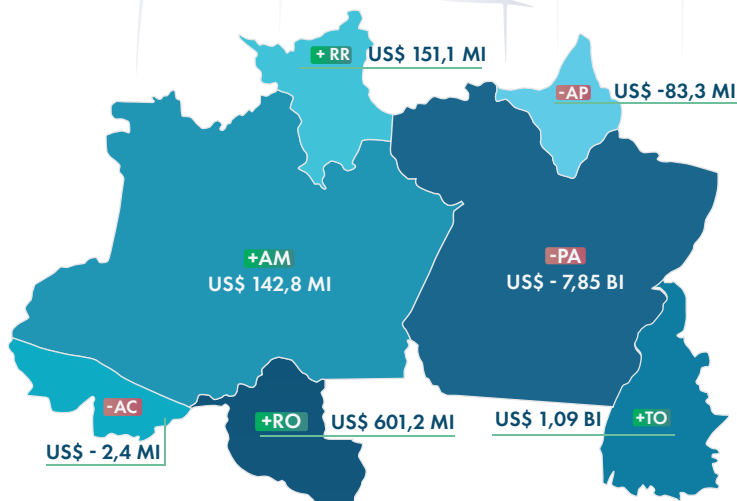 + RR US$ 151,1 MI
-AP US$ -83,3 MI
+AM
US$ 142,8 MI
-PA
US$ - 7,85 BI
-AC
US$ - 2,4 MI
+RO US$ 601,2 MI
US$ 1,09 BI +TO